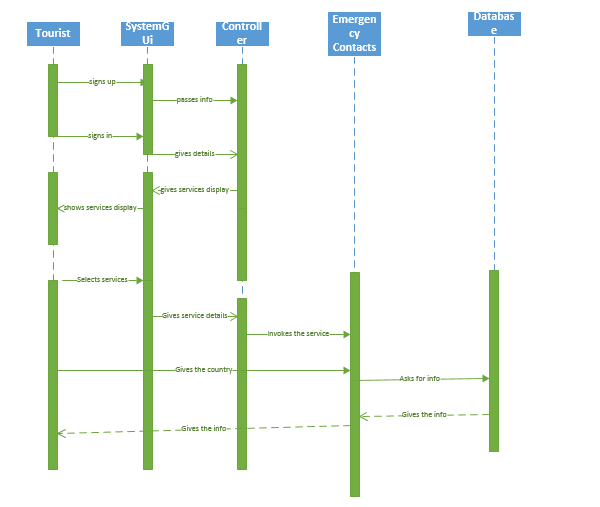 Tourist
SystemG
Ui
Controll
er
Emergen
cy
Contacts
Databas
e
signs up
passes info
signs in
gives details
gives services display
shows services display
Selects services
Gives service details
Invokes the service
Gives the country
Asks for info
Gives the info
Gives the info